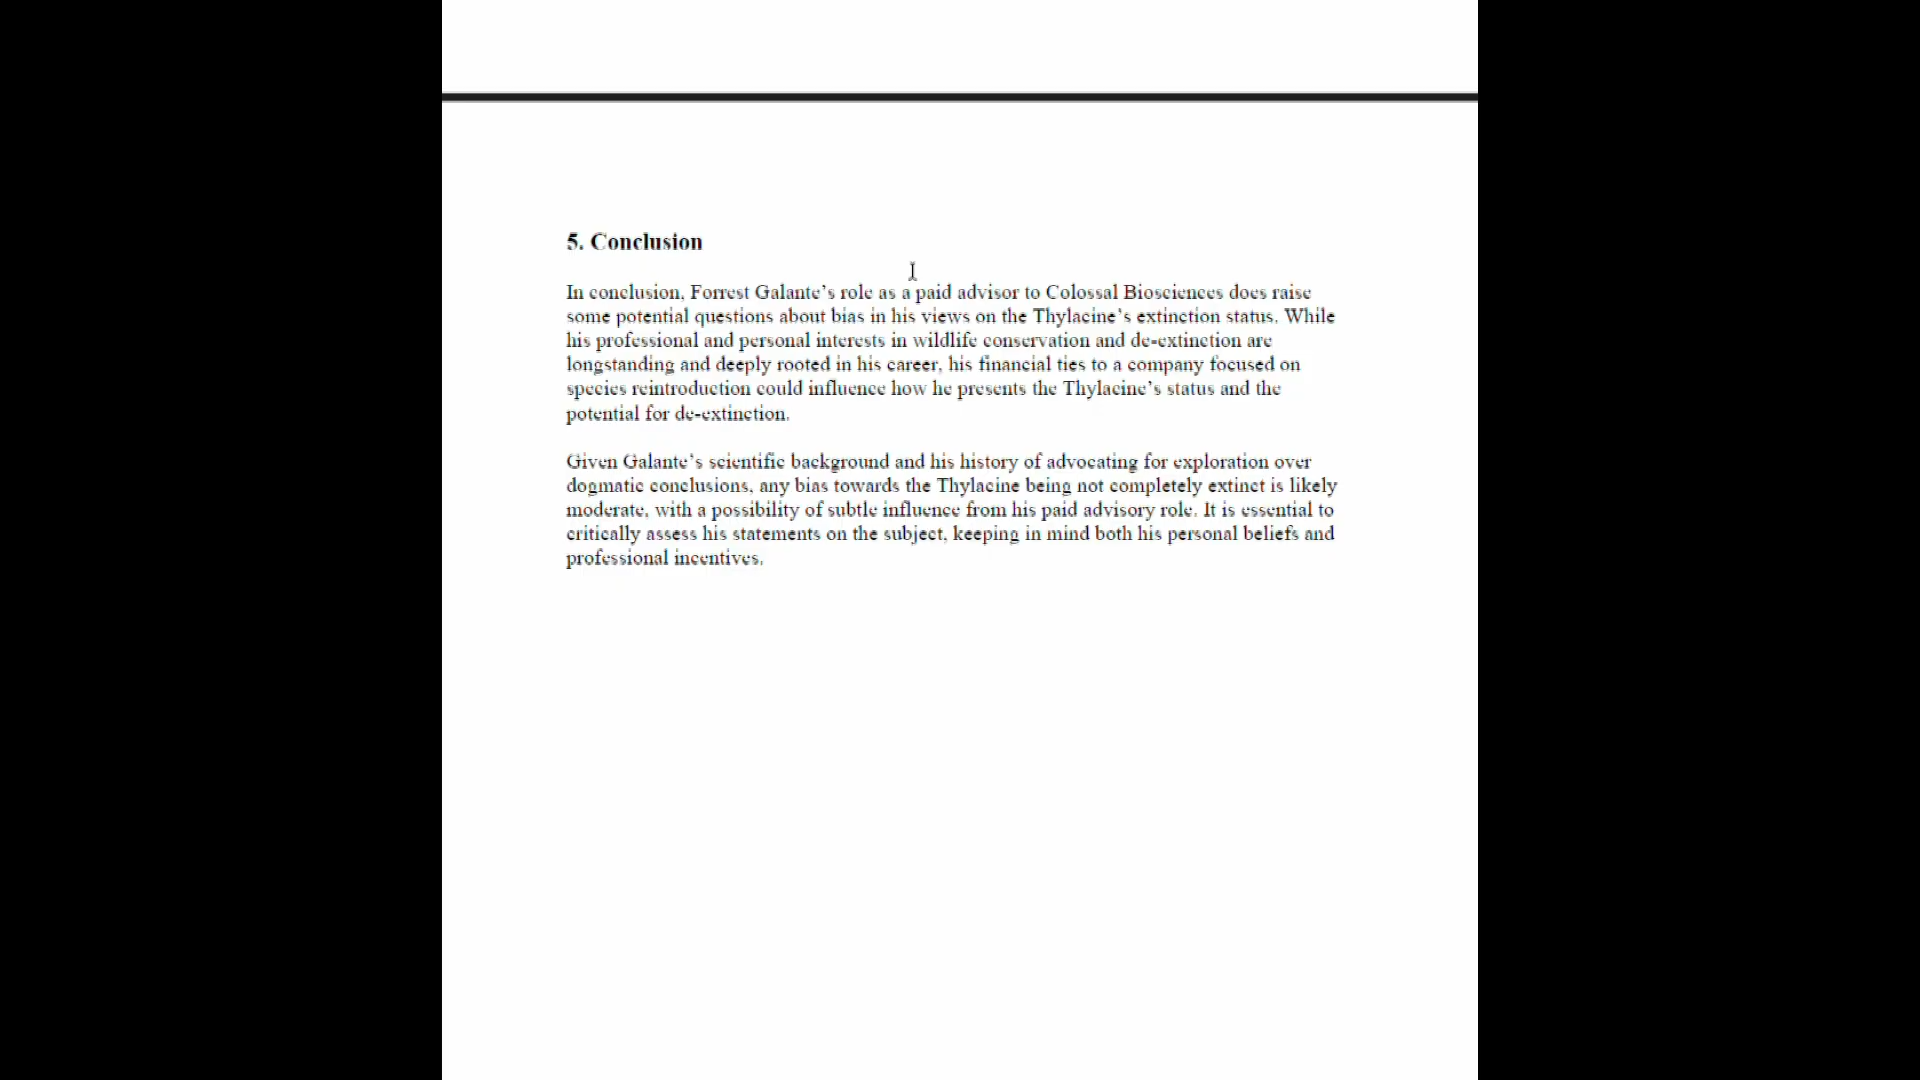 5. Conclusion
In conclusion, Forrest Galante’s role as a paid advisor to Colossal Biosciences does raise
some potential questions about bias in his views on the Thylacine’s extinction status. While
his professional and personal interests in wildlife conservation and de-extinction are
longstanding and deeply rooted in his career, his financial ties to a company focused on
species reintroduction could influence how he presents the Thylacine’s status and the
potential for de-extinction.
Given Galante’s scientific background and his history of advocating for exploration over
dogmatic conclusions, any bias towards the Thylacine being not completely extinct is likely
moderate, with a possibility of subtle influence from his paid advisory role. It is essential to
critically assess his statements on the subject, keeping in mind both his personal beliefs and
professional incentives.